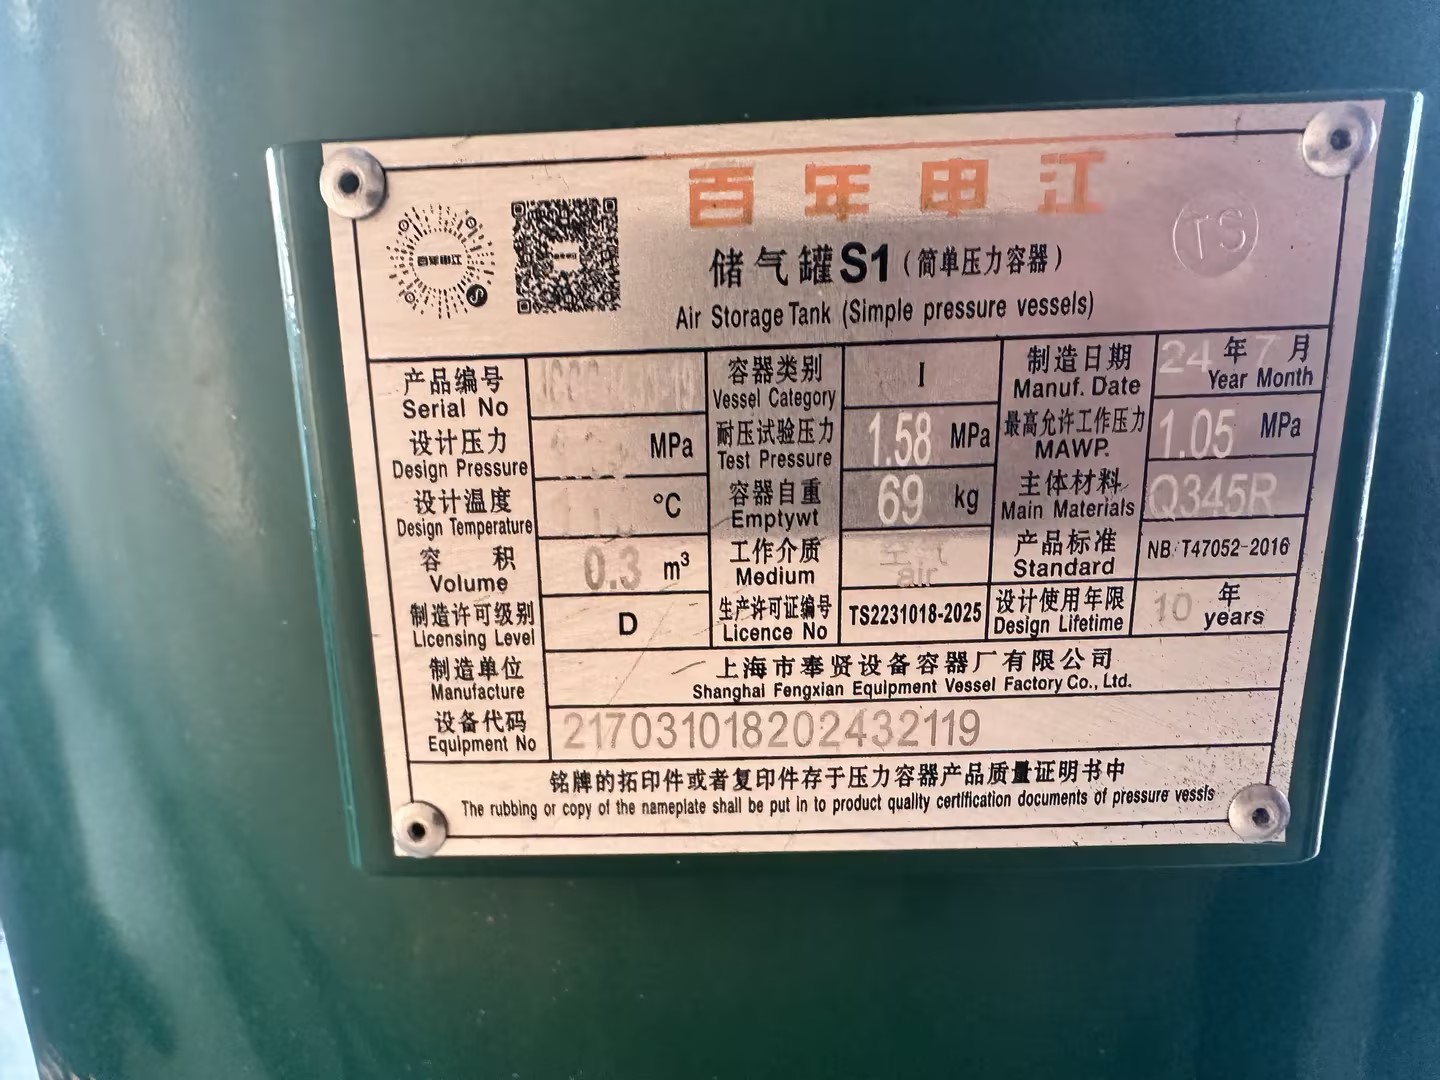 百年申江
百年申江
TS
储气罐S1（简单压力容器）
Air Storage Tank (Simple pressure vessels)
产品编号
Serial No
容器类别
Vessel Category
I
制造日期
Manuf. Date
24年7月
Year Month
设计压力
Design Pressure
MPa
耐压试验压力
Test Pressure
1.58 MPa
最高允许工作压力
MAWP.
1.05 MPa
设计温度
Design Temperature
°C
容器自重
Emptywt
69 kg
主体材料
Main Materials
Q345R
容积
Volume
0.3 m³
工作介质
Medium
空气
air
产品标准
Standard
NB/T47052-2016
制造许可级别
Licensing Level
D
生产许可证编号
Licence No
TS2231018-2025
设计使用年限
Design Lifetime
10 年
years
制造单位
Manufacture
上海市奉贤设备容器厂有限公司
Shanghai Fengxian Equipment Vessel Factory Co., Ltd.
设备代码
Equipment No
217031018202432119
铭牌的拓印件或者复印件存于压力容器产品质量证明书中
The rubbing or copy of the nameplate shall be put in to product quality certification documents of pressure vessls